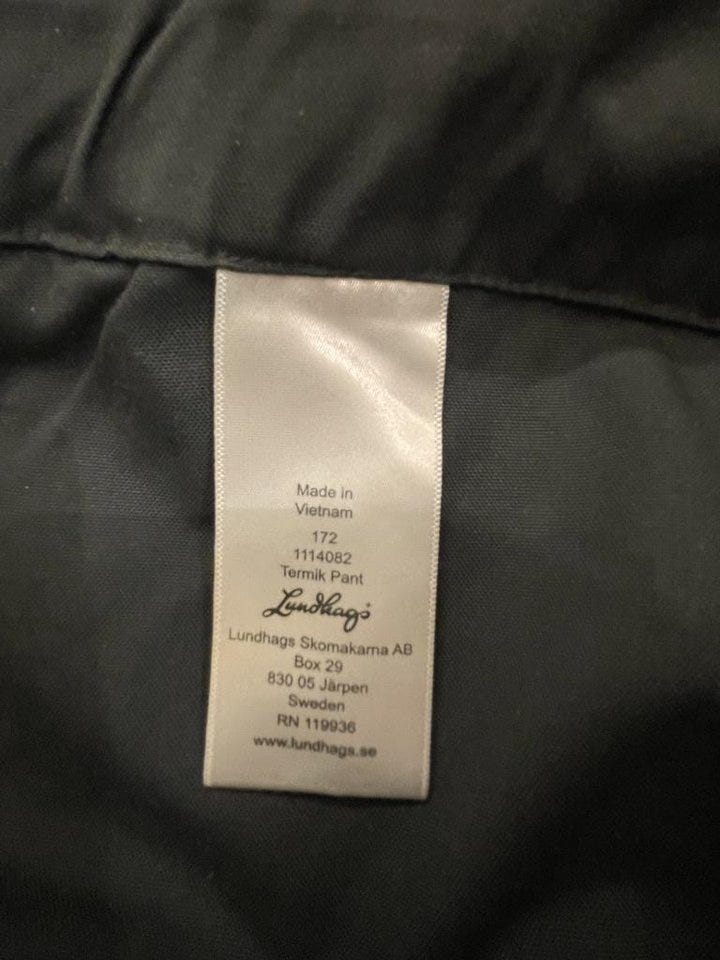 Made in
Vietnam
172
1114082
Termik Pant
Lundhags
Lundhags Skomakarna AB
Box 29
830 05 Järpen
Sweden
RN 119936
www.lundhags.se